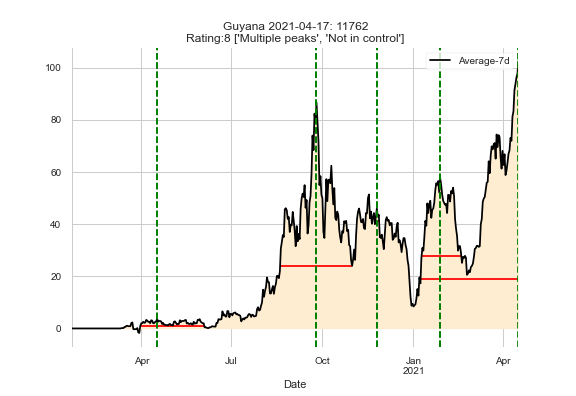 Guyana 2021-04-17: 11762
Rating:8 ['Multiple peaks', 'Not in control']
Average-7d
100
80
60
40
20
0
Apr Jul Oct Jan Apr
2021
Date